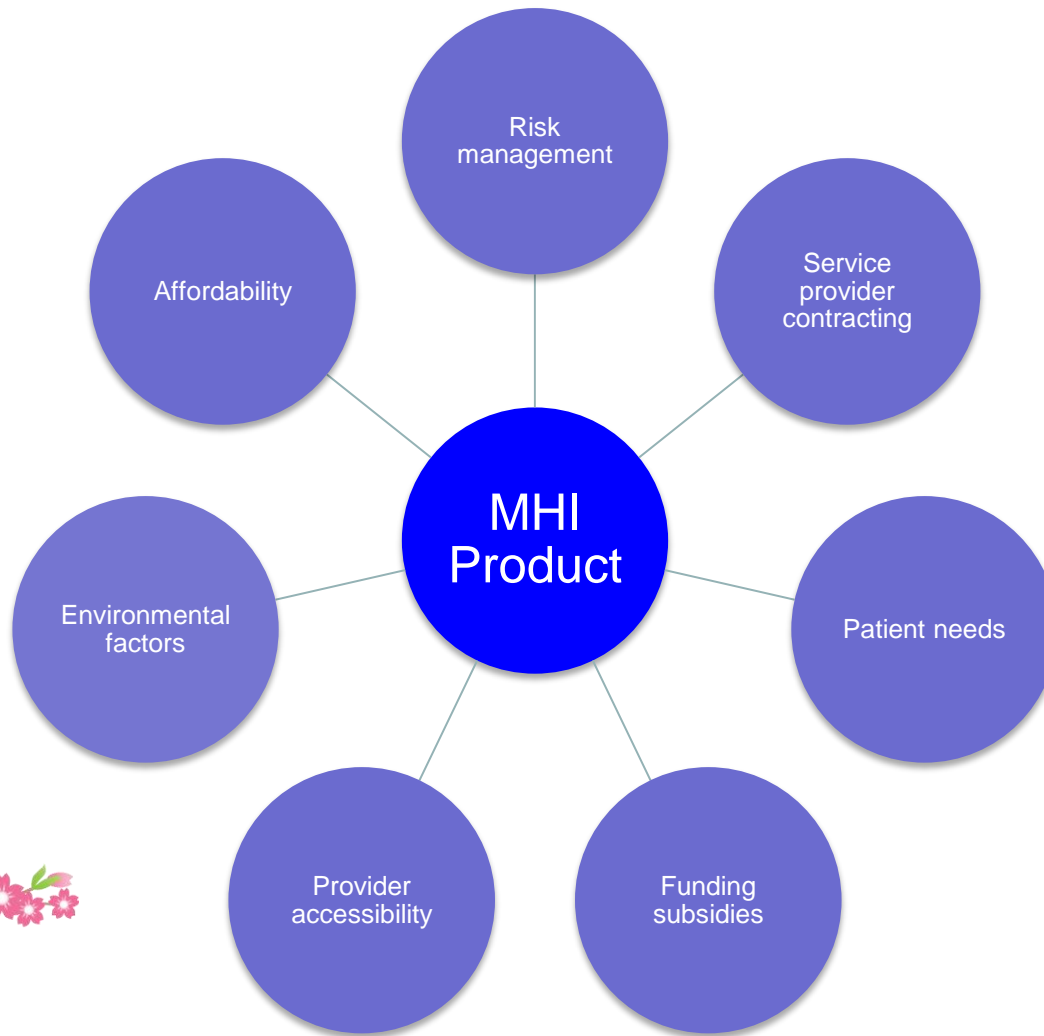 Risk
management
Service
provider
contracting
Affordability
MHI
Product
Environmental
factors
Patient needs
Provider
accessibility
Funding
subsidies